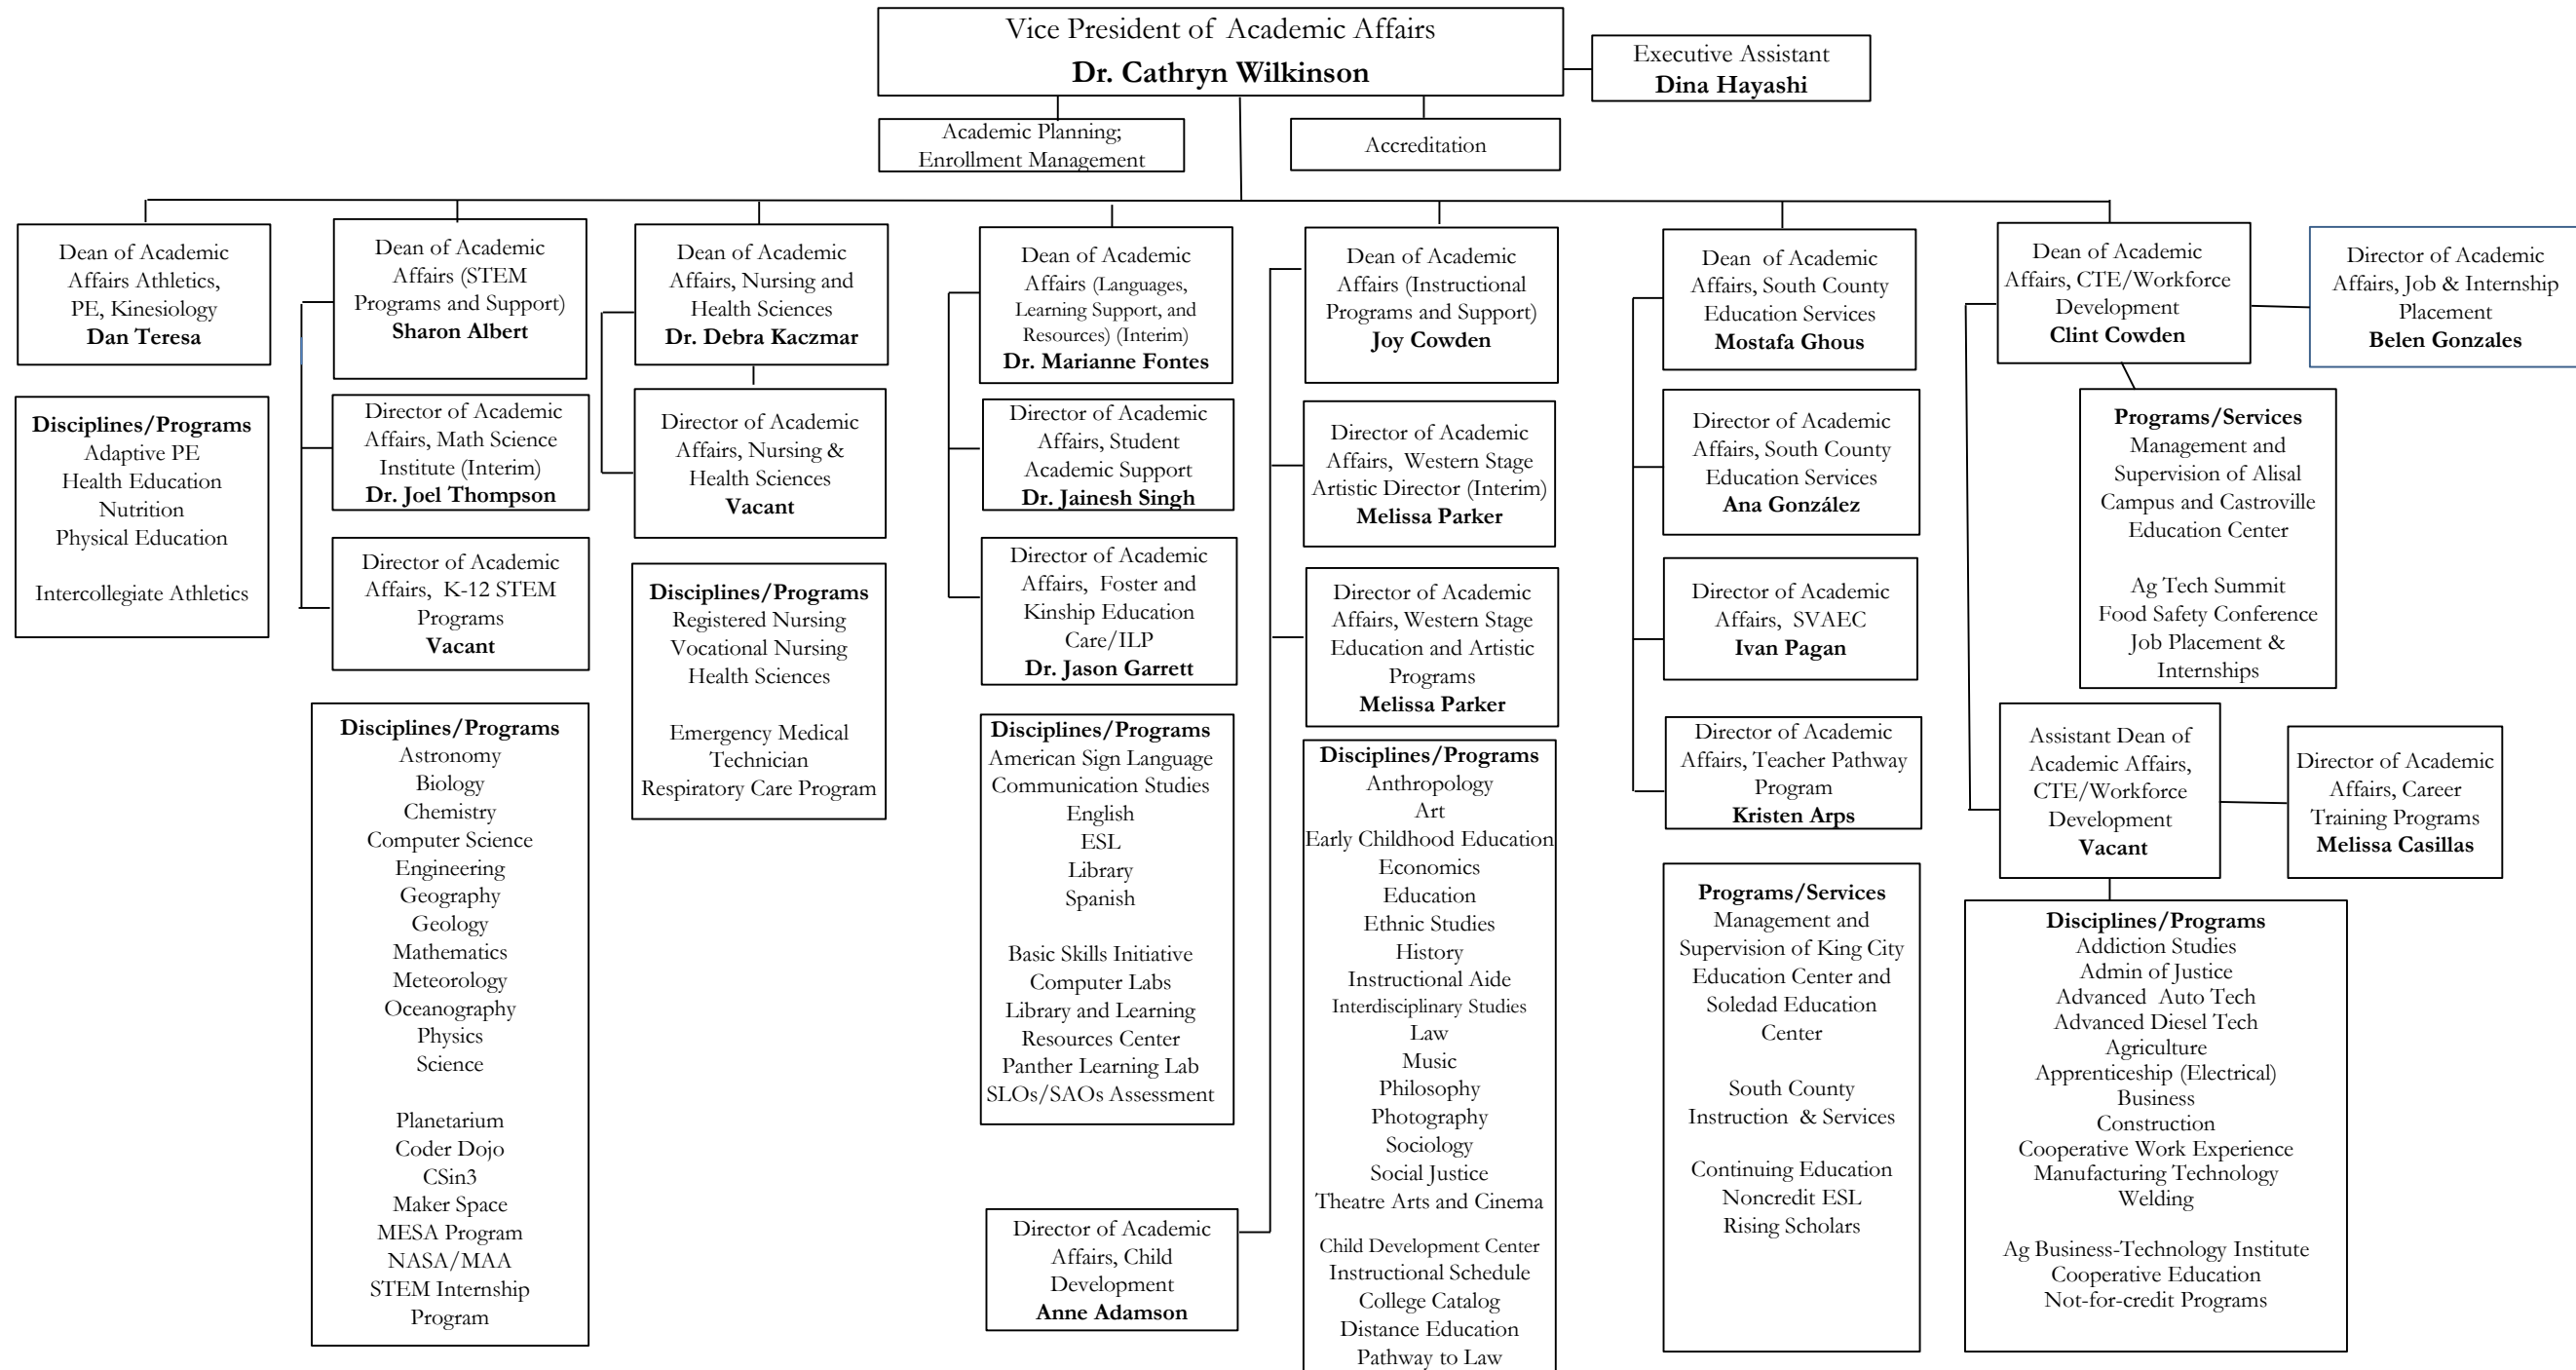 Vice President of Academic Affairs
Dr. Cathryn Wilkinson
Executive Assistant
Dina Hayashi
Academic Planning;
Enrollment Management
Accreditation
Dean of Academic
Affairs Athletics,
PE, Kinesiology
Dan Teresa
Disciplines/Programs
Adaptive PE
Health Education
Nutrition
Physical Education
Intercollegiate Athletics
Dean of Academic
Affairs (STEM
Programs and Support)
Sharon Albert
Director of Academic
Affairs, Math Science
Institute (Interim)
Dr. Joel Thompson
Director of Academic
Affairs, K-12 STEM
Programs
Vacant
Disciplines/Programs
Astronomy
Biology
Chemistry
Computer Science
Engineering
Geography
Geology
Mathematics
Meteorology
Oceanography
Physics
Science
Planetarium
Coder Dojo
CSin3
Maker Space
MESA Program
NASA/MAA
STEM Internship
Program
Dean of Academic
Affairs, Nursing and
Health Sciences
Dr. Debra Kaczmar
Director of Academic
Affairs, Nursing &
Health Sciences
Vacant
Disciplines/Programs
Registered Nursing
Vocational Nursing
Health Sciences
Emergency Medical
Technician
Respiratory Care Program
Dean of Academic
Affairs (Languages,
Learning Support, and
Resources) (Interim)
Dr. Marianne Fontes
Director of Academic
Affairs, Student
Academic Support
Dr. Jainesh Singh
Director of Academic
Affairs, Foster and
Kinship Education
Care/ILP
Dr. Jason Garrett
Disciplines/Programs
American Sign Language
Communication Studies
English
ESL
Library
Spanish
Basic Skills Initiative
Computer Labs
Library and Learning
Resources Center
Panther Learning Lab
SLOs/SAOs Assessment
Director of Academic
Affairs, Child
Development
Anne Adamson
Dean of Academic
Affairs (Instructional
Programs and Support)
Joy Cowden
Director of Academic
Affairs, Western Stage
Artistic Director (Interim)
Melissa Parker
Director of Academic
Affairs, Western Stage
Education and Artistic
Programs
Melissa Parker
Disciplines/Programs
Anthropology
Art
Early Childhood Education
Economics
Education
Ethnic Studies
History
Instructional Aide
Interdisciplinary Studies
Law
Music
Philosophy
Photography
Sociology
Social Justice
Theatre Arts and Cinema
Child Development Center
Instructional Schedule
College Catalog
Distance Education
Pathway to Law
Dean of Academic
Affairs, South County
Education Services
Mostafa Ghous
Director of Academic
Affairs, South County
Education Services
Ana González
Director of Academic
Affairs, SVAEC
Ivan Pagan
Director of Academic
Affairs, Teacher Pathway
Program
Kristen Arps
Programs/Services
Management and
Supervision of King City
Education Center and
Soledad Education
Center
South County
Instruction & Services
Continuing Education
Noncredit ESL
Rising Scholars
Dean of Academic
Affairs, CTE/Workforce
Development
Clint Cowden
Director of Academic
Affairs, Job & Internship
Placement
Belen Gonzales
Programs/Services
Management and
Supervision of Alisal
Campus and Castroville
Education Center
Ag Tech Summit
Food Safety Conference
Job Placement &
Internships
Assistant Dean of
Academic Affairs,
CTE/Workforce
Development
Vacant
Director of Academic
Affairs, Career
Training Programs
Melissa Casillas
Disciplines/Programs
Addiction Studies
Admin of Justice
Advanced Auto Tech
Advanced Diesel Tech
Agriculture
Apprenticeship (Electrical)
Business
Construction
Cooperative Work Experience
Manufacturing Technology
Welding
Ag Business-Technology Institute
Cooperative Education
Not-for-credit Programs